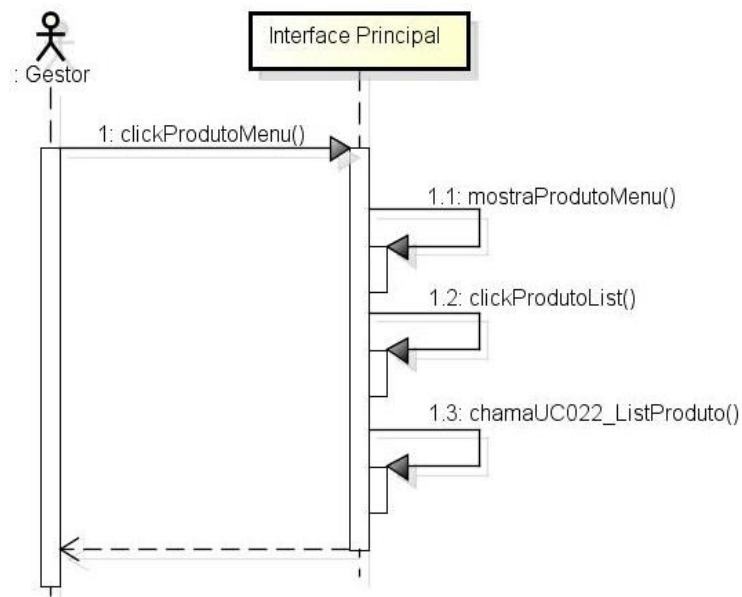 : Gestor
Interface Principal
1: clickProdutoMenu()
1.1: mostraProdutoMenu()
1.2: clickProdutoList()
1.3: chamaUC022_ListProduto()